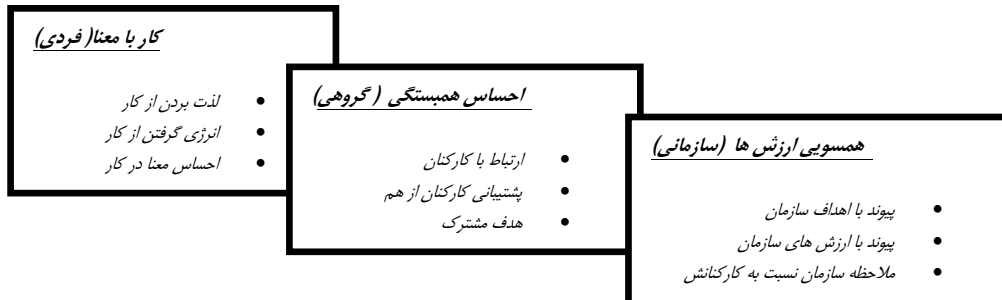 کار با معنا( فردی)
• لذت بردن از کار
• انرژی گرفتن از کار
• احساس معنا در کار
احساس همبستگی ( گروهی)
• ارتباط با کارکنان
• پشتیبانی کارکنان از هم
• هدف مشترک
همسویی ارزش ها (سازمانی)
• پیوند با اهداف سازمان
• پیوند با ارزش های سازمان
• ملاحظه سازمان نسبت به کارکنانش